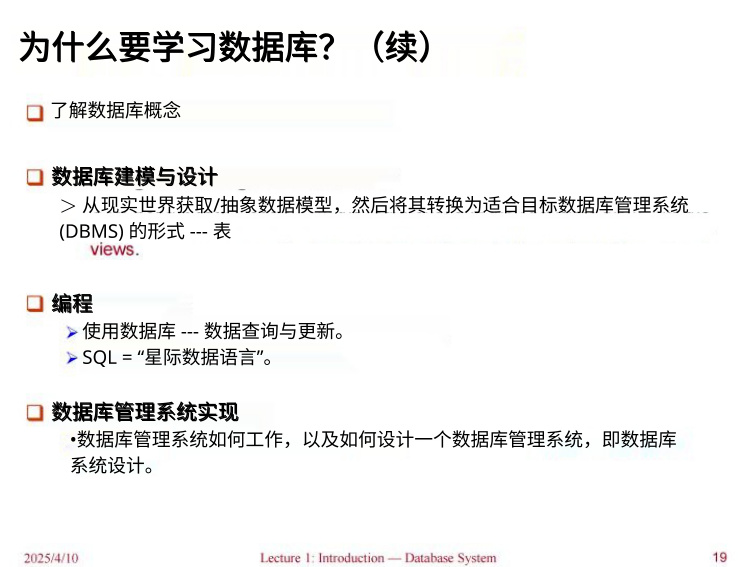 为什么要学习数据库？（续）
了解数据库概念
数据库建模与设计
＞从现实世界获取/抽象数据模型，然后将其转换为适合目标数据库管理系统
(DBMS) 的形式 --- 表
views.
编程
➢使用数据库 --- 数据查询与更新。
➢SQL = “星际数据语言”。
数据库管理系统实现
•数据库管理系统如何工作，以及如何设计一个数据库管理系统，即数据库
系统设计。
2025/4/10
Lecture 1: Introduction — Database System
19